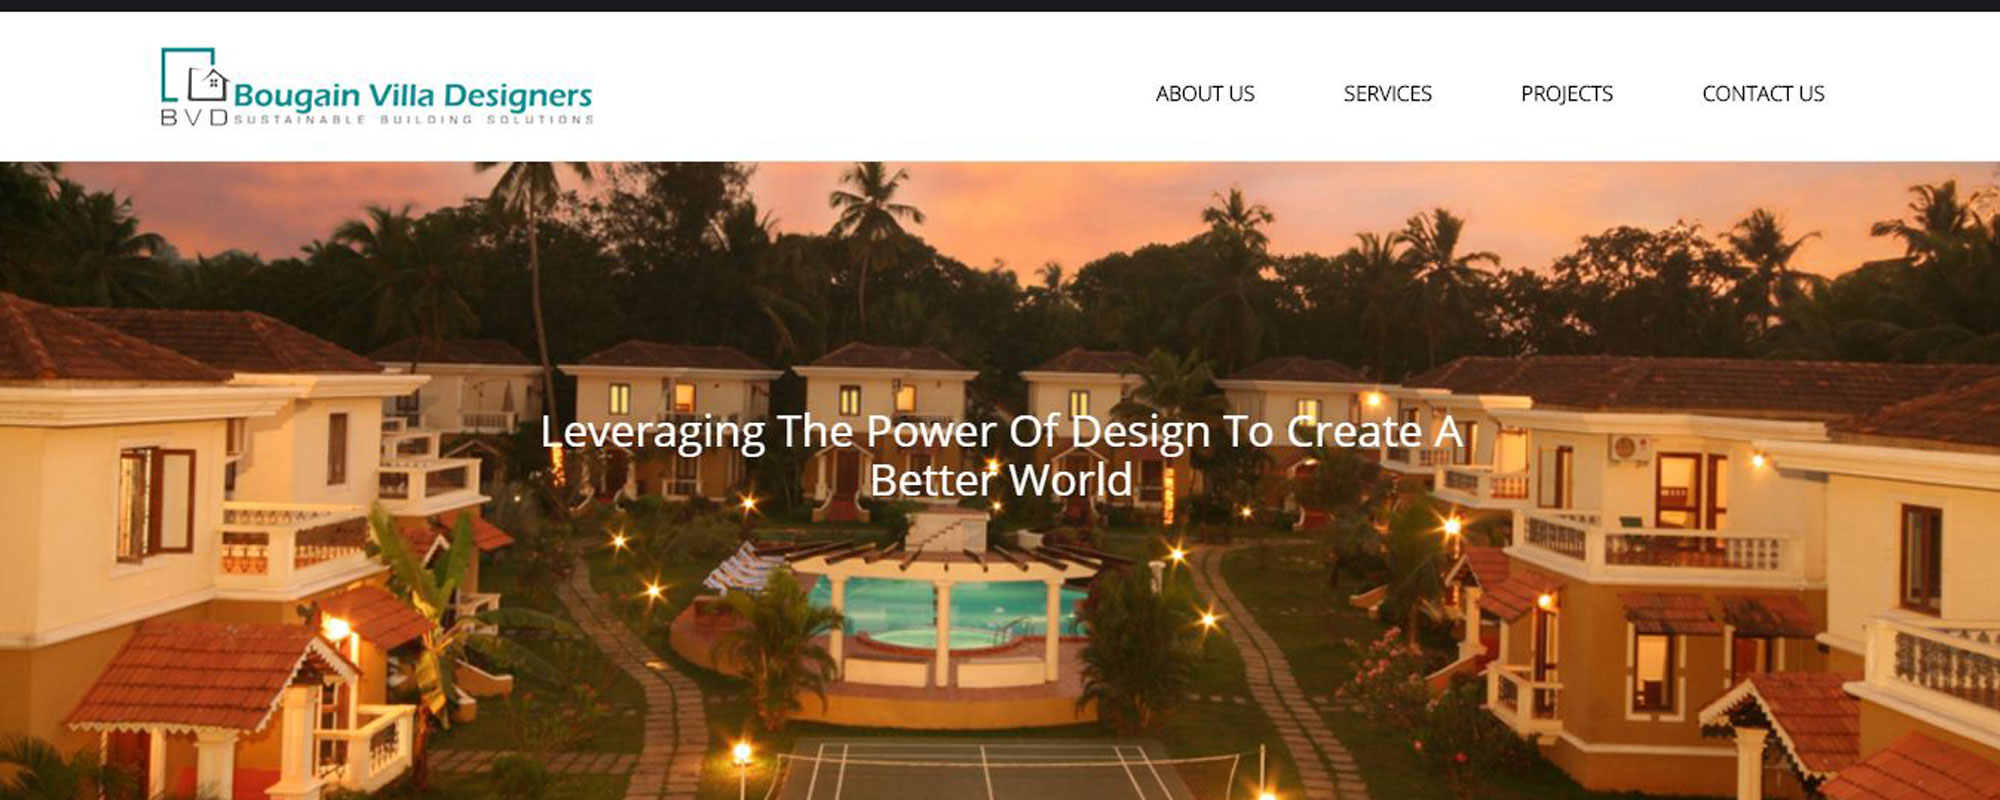 Bougain Villa Designers
BVD SUSTAINABLE BUILDING SOLUTIONS
ABOUT US SERVICES PROJECTS CONTACT US
Leveraging The Power Of Design To Create A
Better World